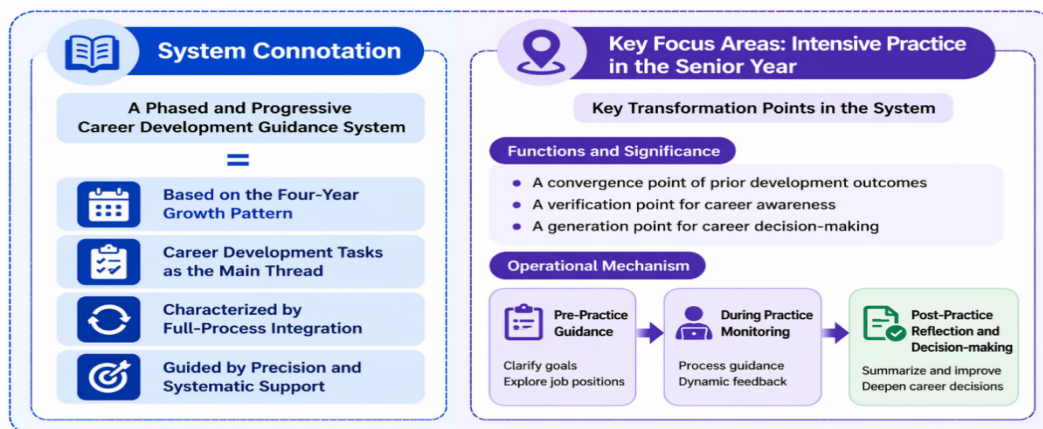 System Connotation
A Phased and Progressive
Career Development Guidance System
=
Based on the Four-Year
Growth Pattern
Career Development Tasks
as the Main Thread
Characterized by
Full-Process Integration
Guided by Precision and
Systematic Support
Key Focus Areas: Intensive Practice
in the Senior Year
Key Transformation Points in the System
Functions and Significance
• A convergence point of prior development outcomes
• A verification point for career awareness
• A generation point for career decision-making
Operational Mechanism
Pre-Practice
Guidance
Clarify goals
Explore job positions
During Practice
Monitoring
Process guidance
Dynamic feedback
Post-Practice
Reflection and
Decision-making
Summarize and improve
Deepen career decisions